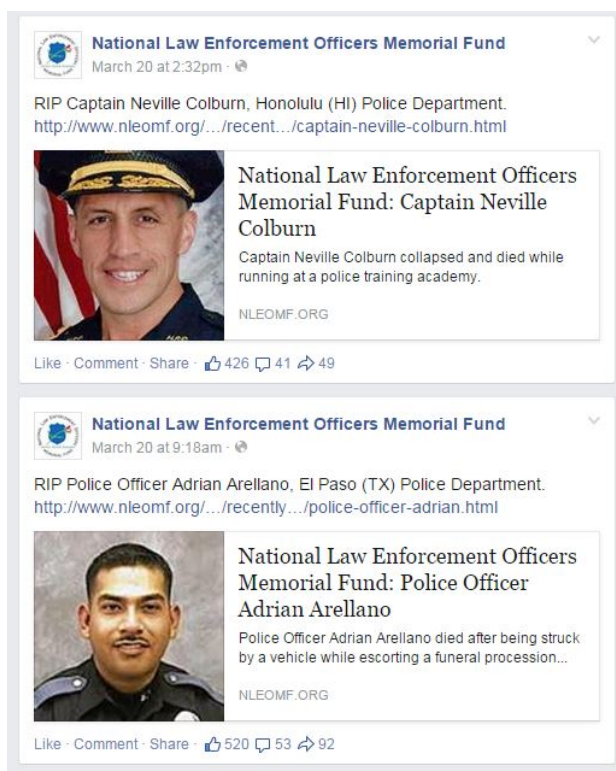 National Law Enforcement Officers Memorial Fund
March 20 at 2:32pm ·
RIP Captain Neville Colburn, Honolulu (HI) Police Department.
http://www.nleomf.org/…/recent…/captain-neville-colburn.html
National Law Enforcement Officers
Memorial Fund: Captain Neville
Colburn
Captain Neville Colburn collapsed and died while
running at a police training academy.
NLEOMF.ORG
Like · Comment · Share · 426 41 49
National Law Enforcement Officers Memorial Fund
March 20 at 9:18am ·
RIP Police Officer Adrian Arellano, El Paso (TX) Police Department.
http://www.nleomf.org/…/recently…/police-officer-adrian.html
National Law Enforcement Officers
Memorial Fund: Police Officer
Adrian Arellano
Police Officer Adrian Arellano died after being struck
by a vehicle while escorting a funeral procession...
NLEOMF.ORG
Like · Comment · Share · 520 53 92